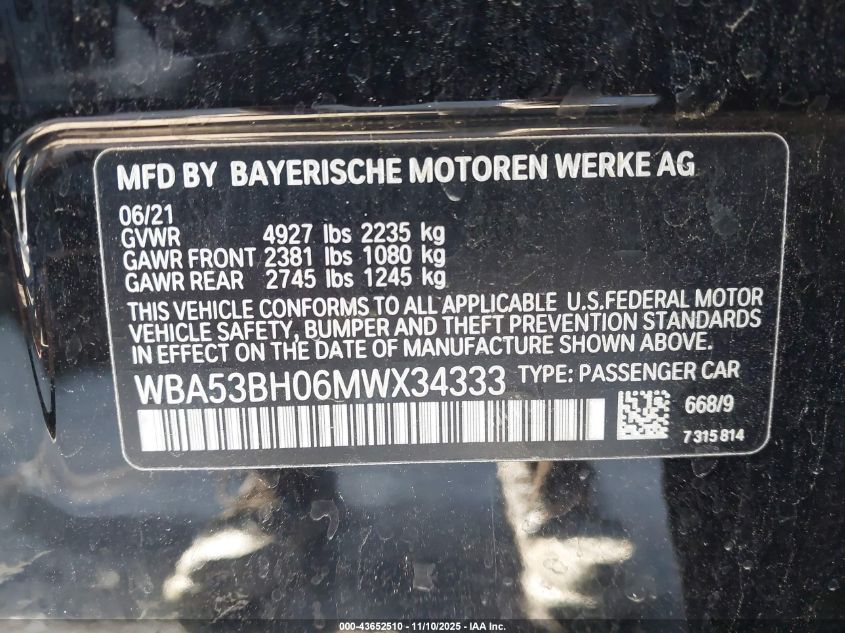 MFD BY BAYERISCHE MOTOREN WERKE AG
06/21
GVWR 4927 lbs 2235 kg
GAWR FRONT 2381 lbs 1080 kg
GAWR REAR 2745 lbs 1245 kg
THIS VEHICLE CONFORMS TO ALL APPLICABLE U.S.FEDERAL MOTOR
VEHICLE SAFETY, BUMPER AND THEFT PREVENTION STANDARDS
IN EFFECT ON THE DATE OF MANUFACTURE SHOWN ABOVE.
WBA53BH06MWX34333 TYPE: PASSENGER CAR
668/9
7315814
000-43652510 - 11/10/2025 - IAA Inc.